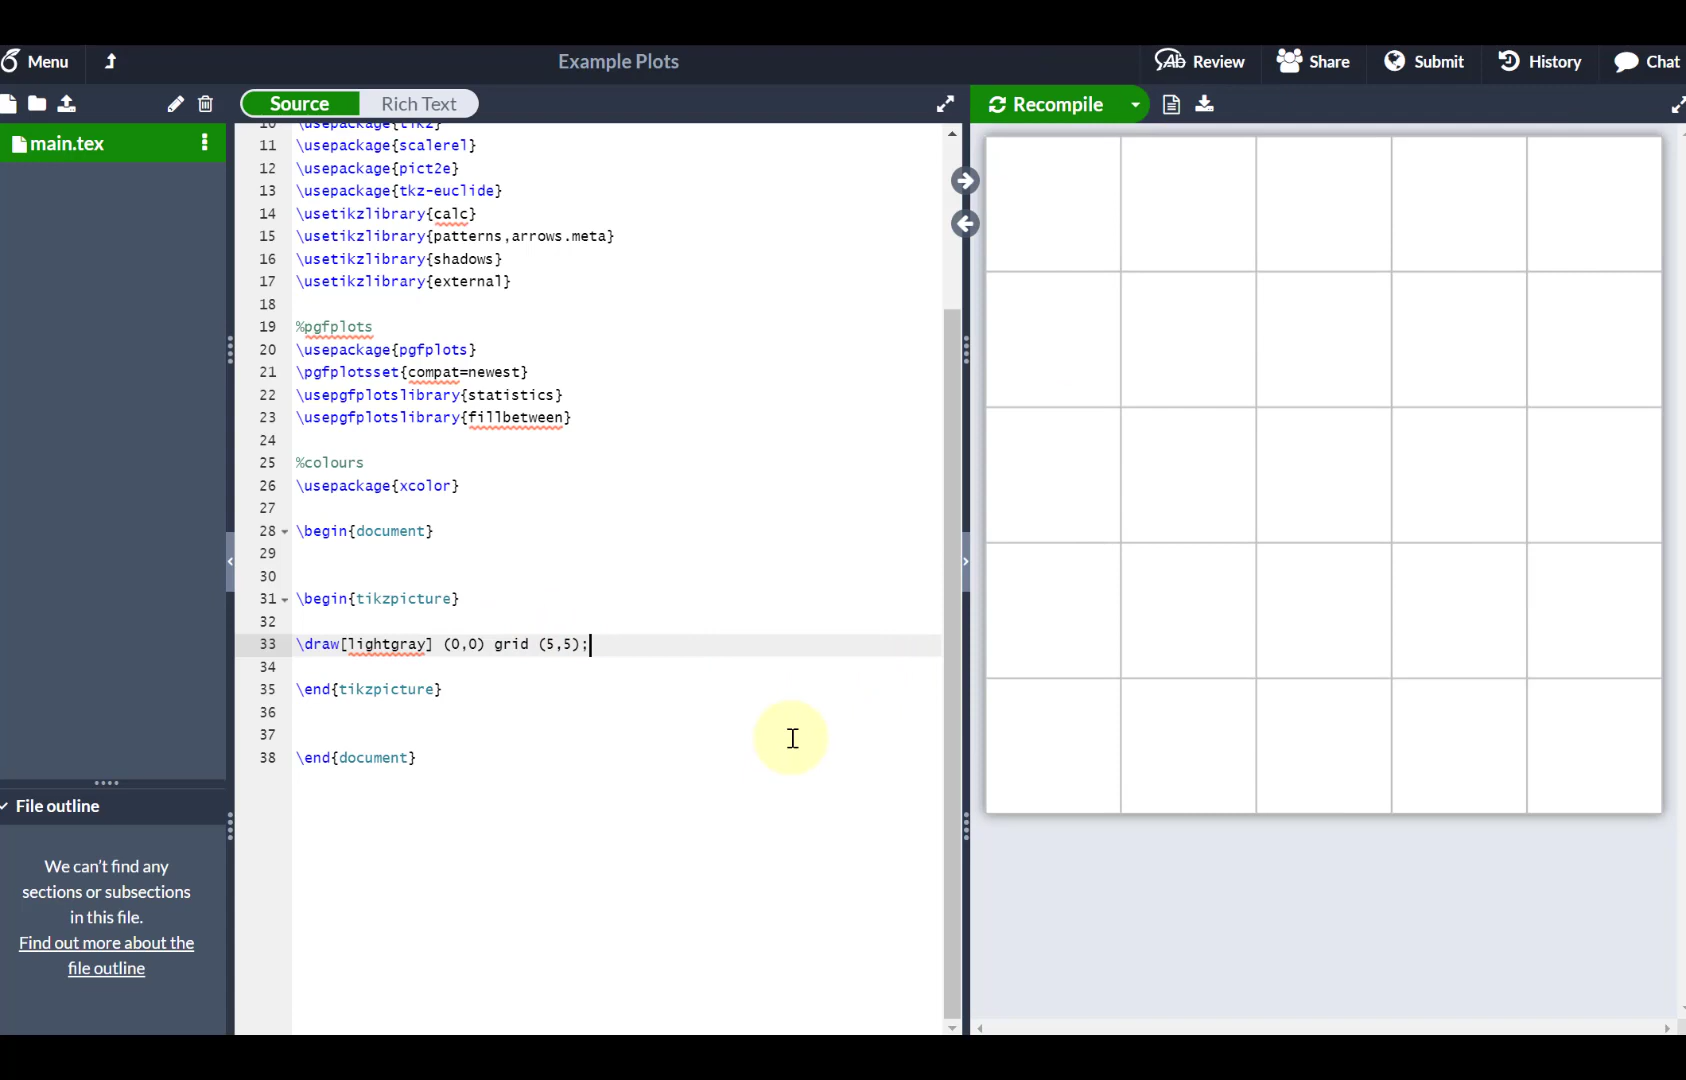 Menu
Example Plots
Review
Share
Submit
History
Chat
Source
Rich Text
Recompile
main.tex
10 \usepackage{tikz}
11 \usepackage{scalerel}
12 \usepackage{pict2e}
13 \usepackage{tkz-euclide}
14 \usetikzlibrary{calc}
15 \usetikzlibrary{patterns,arrows.meta}
16 \usetikzlibrary{shadows}
17 \usetikzlibrary{external}
18
19 %pgfplots
20 \usepackage{pgfplots}
21 \pgfplotsset{compat=newest}
22 \usepgfplotslibrary{statistics}
23 \usepgfplotslibrary{fillbetween}
24
25 %colours
26 \usepackage{xcolor}
27
28 \begin{document}
29
30
31 \begin{tikzpicture}
32
33 \draw[lightgray] (0,0) grid (5,5);
34
35 \end{tikzpicture}
36
37
38 \end{document}
File outline
We can't find any
sections or subsections
in this file.
Find out more about the
file outline